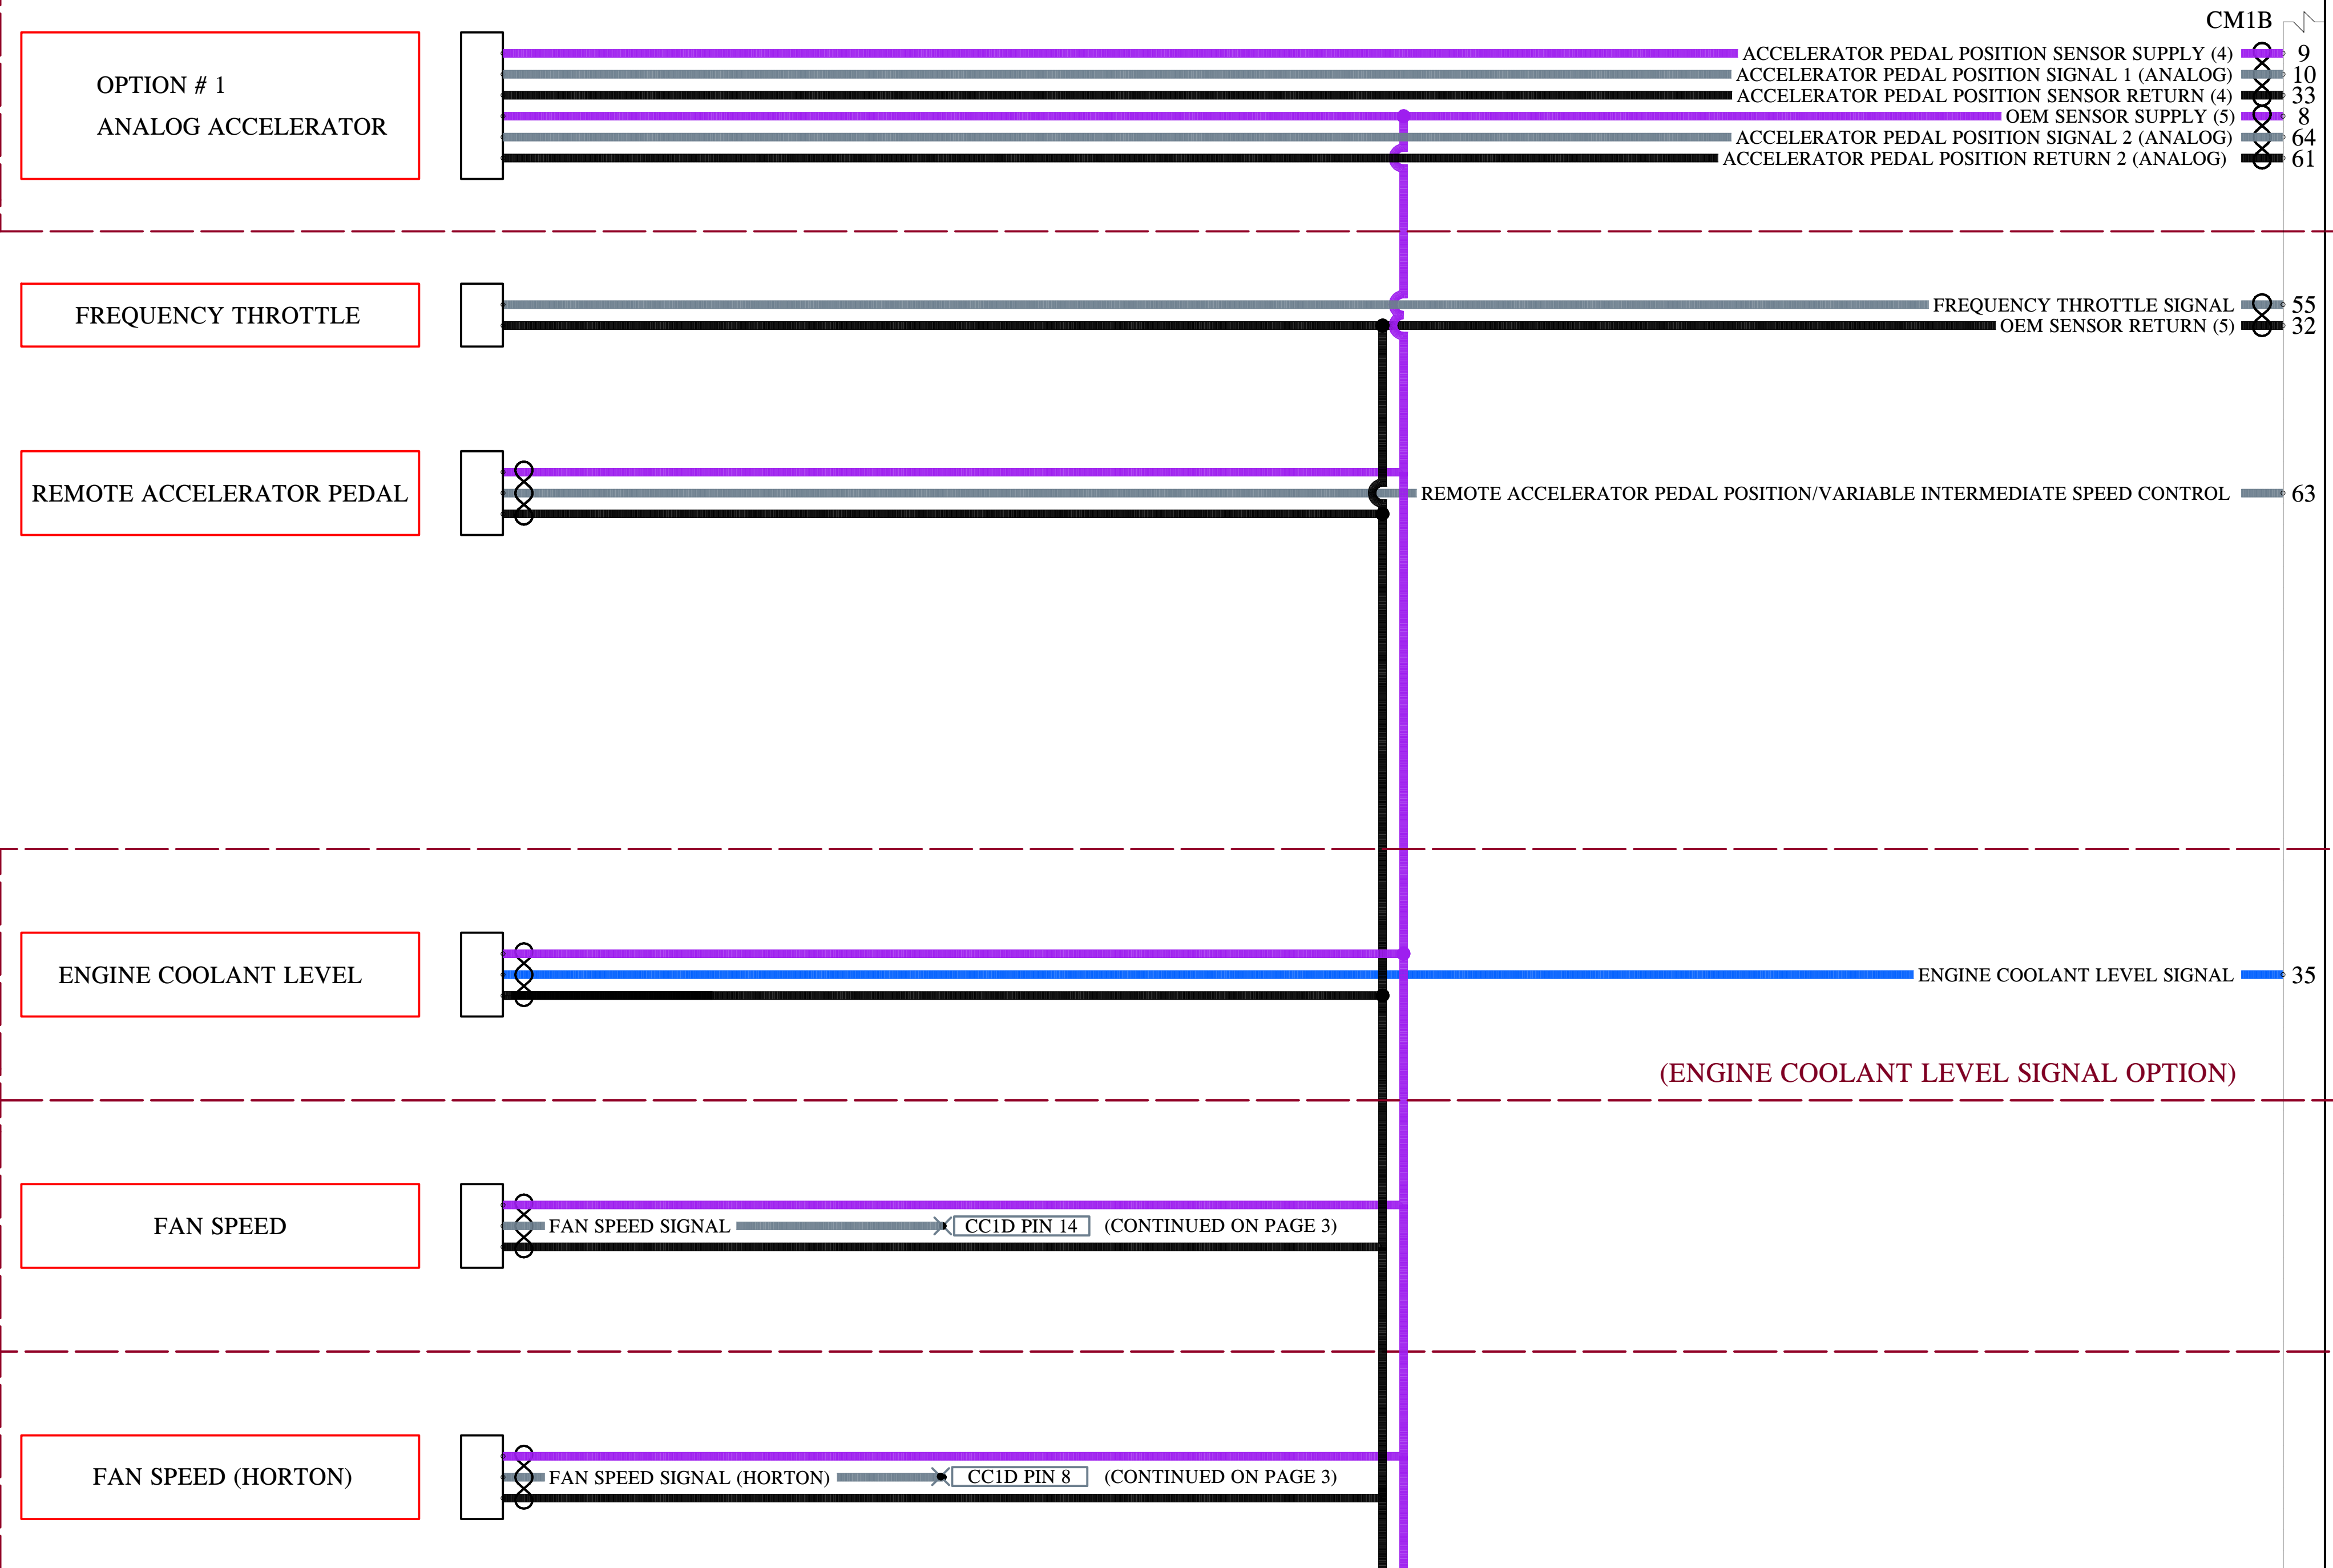 CM1B
OPTION # 1
ANALOG ACCELERATOR
ACCELERATOR PEDAL POSITION SENSOR SUPPLY (4) 9
ACCELERATOR PEDAL POSITION SIGNAL 1 (ANALOG) 10
ACCELERATOR PEDAL POSITION SENSOR RETURN (4) 33
OEM SENSOR SUPPLY (5) 8
ACCELERATOR PEDAL POSITION SIGNAL 2 (ANALOG) 64
ACCELERATOR PEDAL POSITION RETURN 2 (ANALOG) 61
FREQUENCY THROTTLE
FREQUENCY THROTTLE SIGNAL 55
OEM SENSOR RETURN (5) 32
REMOTE ACCELERATOR PEDAL
REMOTE ACCELERATOR PEDAL POSITION/VARIABLE INTERMEDIATE SPEED CONTROL 63
ENGINE COOLANT LEVEL
ENGINE COOLANT LEVEL SIGNAL 35
(ENGINE COOLANT LEVEL SIGNAL OPTION)
FAN SPEED
FAN SPEED SIGNAL CC1D PIN 14 (CONTINUED ON PAGE 3)
FAN SPEED (HORTON)
FAN SPEED SIGNAL (HORTON) CC1D PIN 8 (CONTINUED ON PAGE 3)